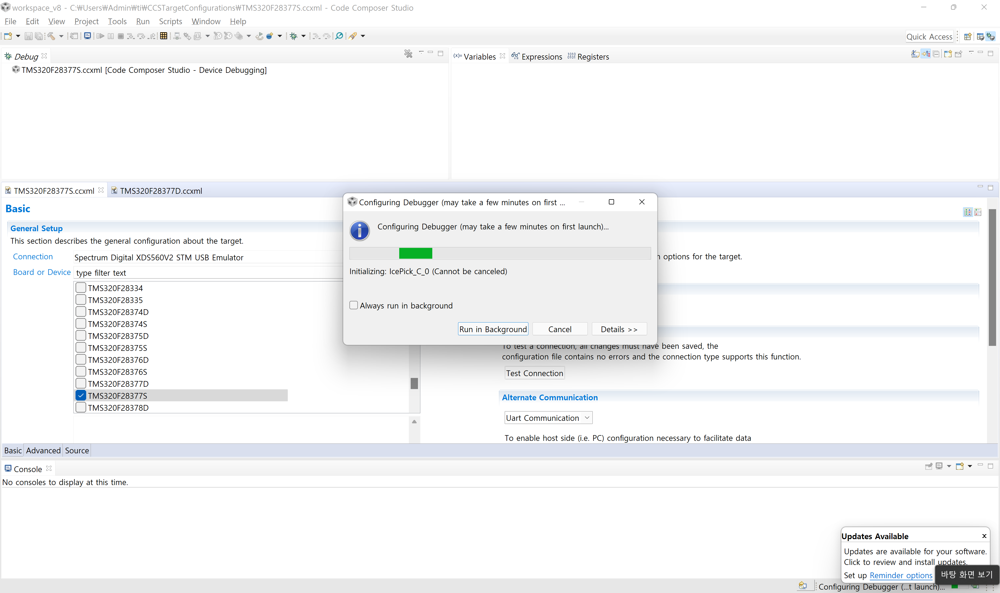 workspace_v8 - C:₩Users₩Admin₩ti₩CCSTargetConfigurations₩TMS320F28377S.ccxml - Code Composer Studio
File Edit View Project Tools Run Scripts Window Help
Quick Access
Debug
TMS320F28377S.ccxml [Code Composer Studio - Device Debugging]
(x)= Variables Expressions 1010 0101 Registers
TMS320F28377S.ccxml TMS320F28377D.ccxml
Basic
General Setup
This section describes the general configuration about the target.
Connection Spectrum Digital XDS560V2 STM USB Emulator
Board or Device type filter text
TMS320F28334
TMS320F28335
TMS320F28374D
TMS320F28374S
TMS320F28375D
TMS320F28375S
TMS320F28376D
TMS320F28376S
TMS320F28377D
TMS320F28377S
TMS320F28378D
Configuring Debugger (may take a few minutes on first ...
Configuring Debugger (may take a few minutes on first launch)...
Initializing: IcePick_C_0 (Cannot be canceled)
Always run in background
Run in Background Cancel Details >>
options for the target.
To test a connection, all changes must have been saved, the
configuration file contains no errors and the connection type supports this function.
Test Connection
Alternate Communication
Uart Communication
To enable host side (i.e. PC) configuration necessary to facilitate data
Basic Advanced Source
Console
No consoles to display at this time.
Updates Available x
Updates are available for your software.
Click to review and install updates.
Set up Reminder options
바탕 화면 보기
Configuring Debugger (...t launch)...